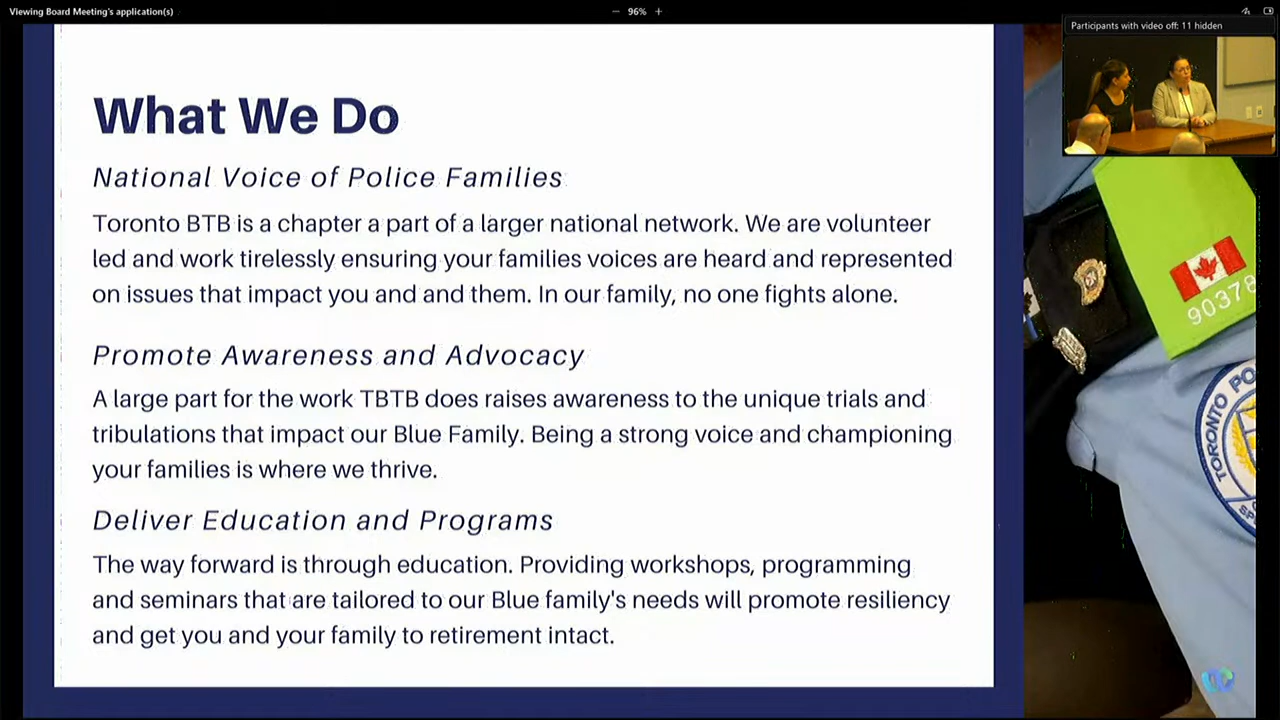 Viewing Board Meeting's application(s)
96%
Participants with video off: 11 hidden
What We Do
National Voice of Police Families
Toronto BTB is a chapter a part of a larger national network. We are volunteer
led and work tirelessly ensuring your families voices are heard and represented
on issues that impact you and and them. In our family, no one fights alone.
Promote Awareness and Advocacy
A large part for the work TBTB does raises awareness to the unique trials and
tribulations that impact our Blue Family. Being a strong voice and championing
your families is where we thrive.
Deliver Education and Programs
The way forward is through education. Providing workshops, programming
and seminars that are tailored to our Blue family's needs will promote resiliency
and get you and your family to retirement intact.
90378
TORONTO PO